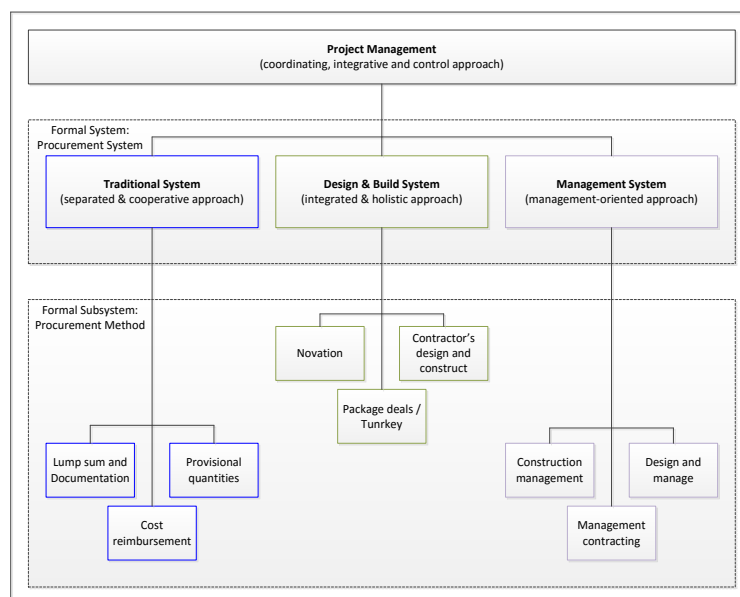 Project Management
(coordinating, integrative and control approach)
Formal System:
Procurement System
Traditional System
(separated & cooperative approach)
Design & Build System
(integrated & holistic approach)
Management System
(management-oriented approach)
Formal Subsystem:
Procurement Method
Novation
Contractor's
design and
construct
Package deals /
Tunrkey
Lump sum and
Documentation
Provisional
quantities
Cost
reimbursement
Construction
management
Design and
manage
Management
contracting